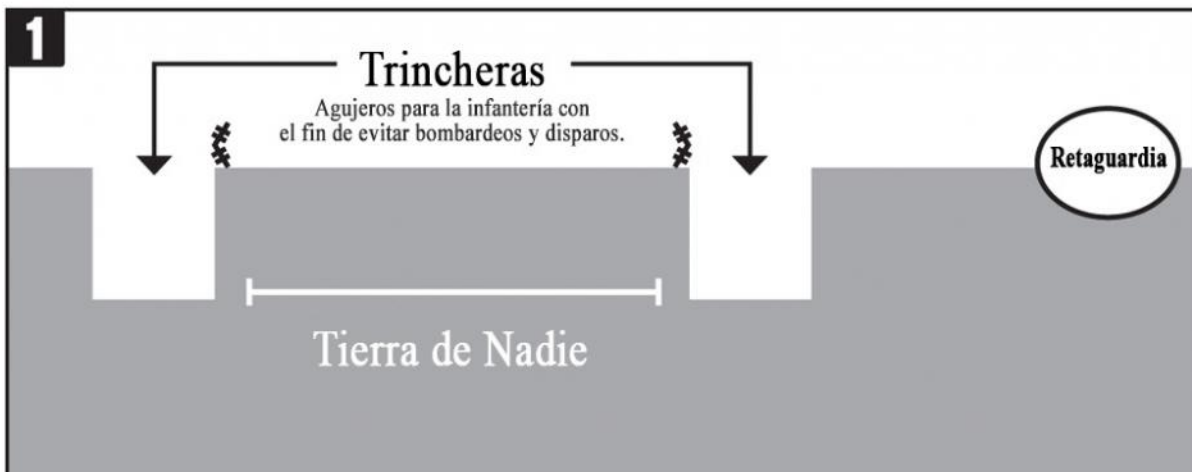 1
Trincheras
Agujeros para la infantería con
el fin de evitar bombardeos y disparos.
Retaguardia
Tierra de Nadie